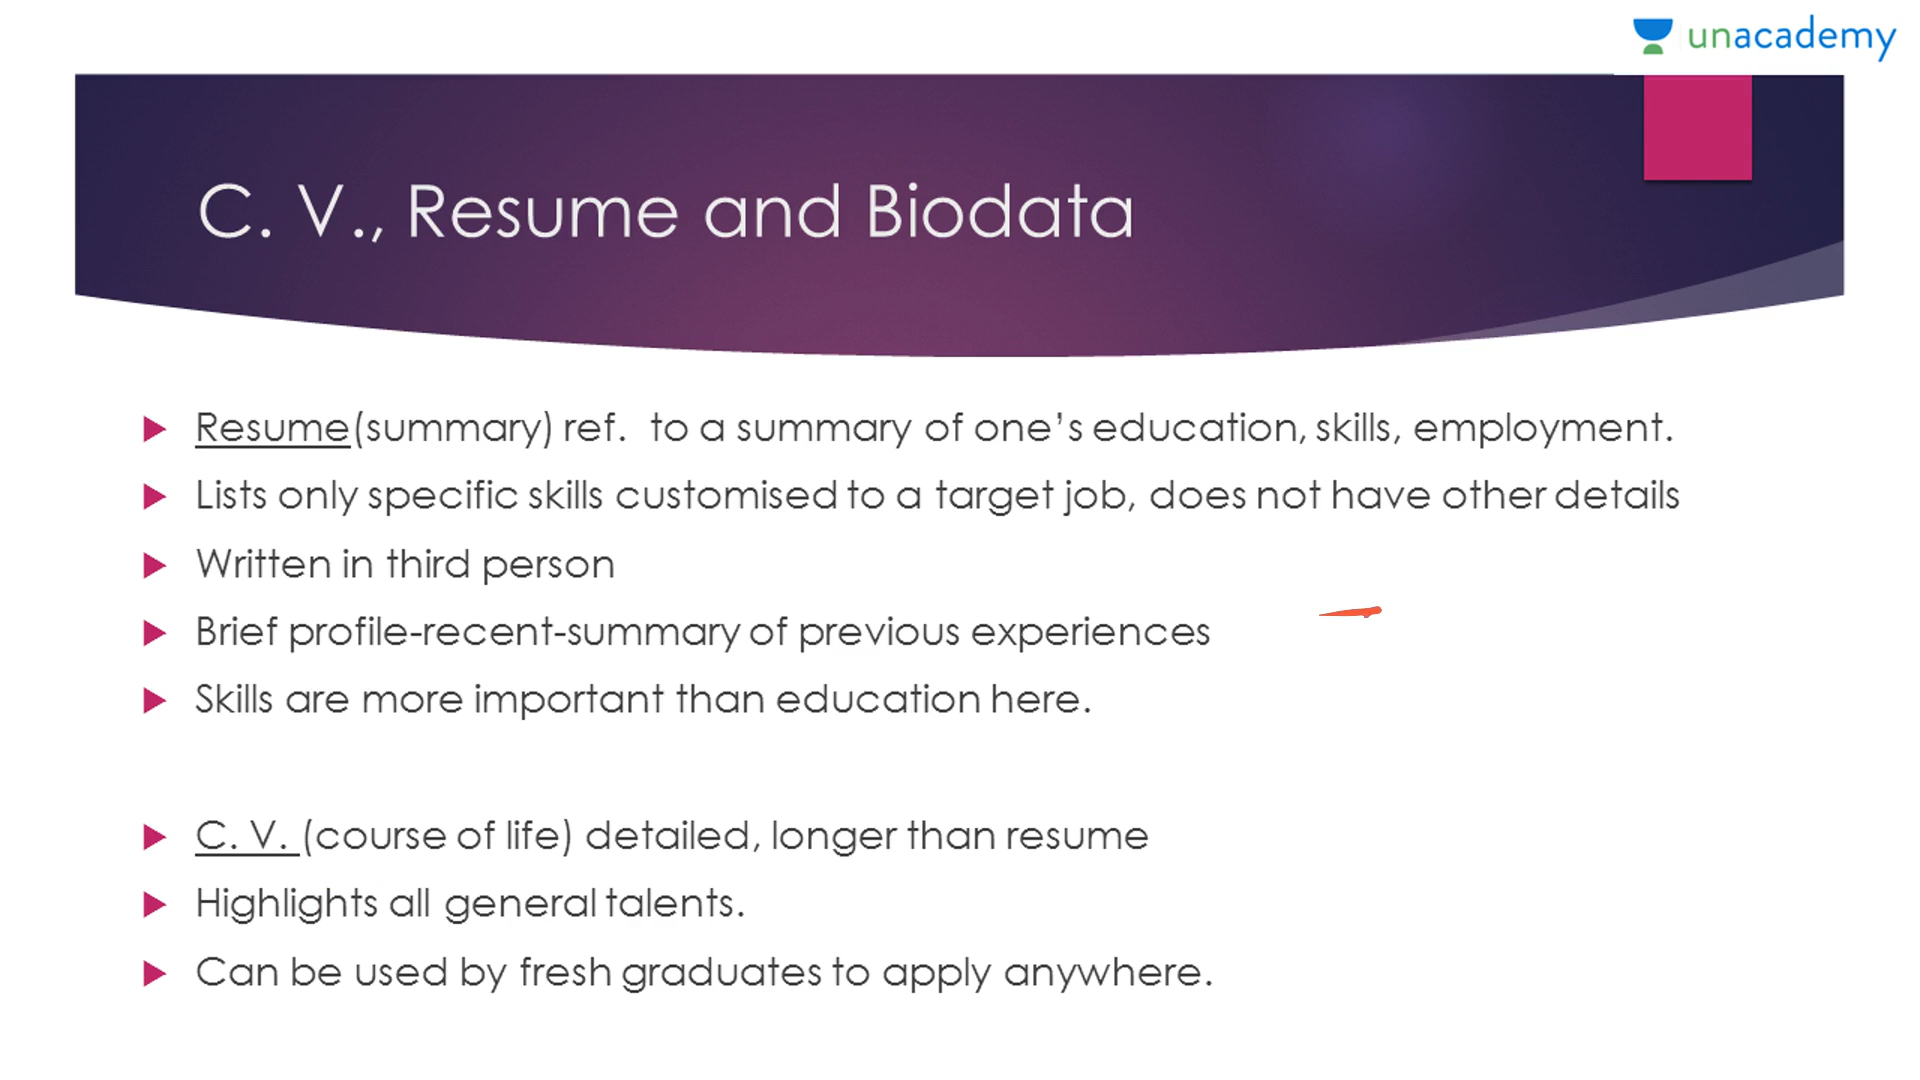 unacademy
C. V., Resume and Biodata
Resume(summary) ref. to a summary of one's education, skills, employment.
Lists only specific skills customised to a target job, does not have other details
Written in third person
Brief profile-recent-summary of previous experiences
Skills are more important than education here.
C. V. (course of life) detailed, longer than resume
Highlights all general talents.
Can be used by fresh graduates to apply anywhere.